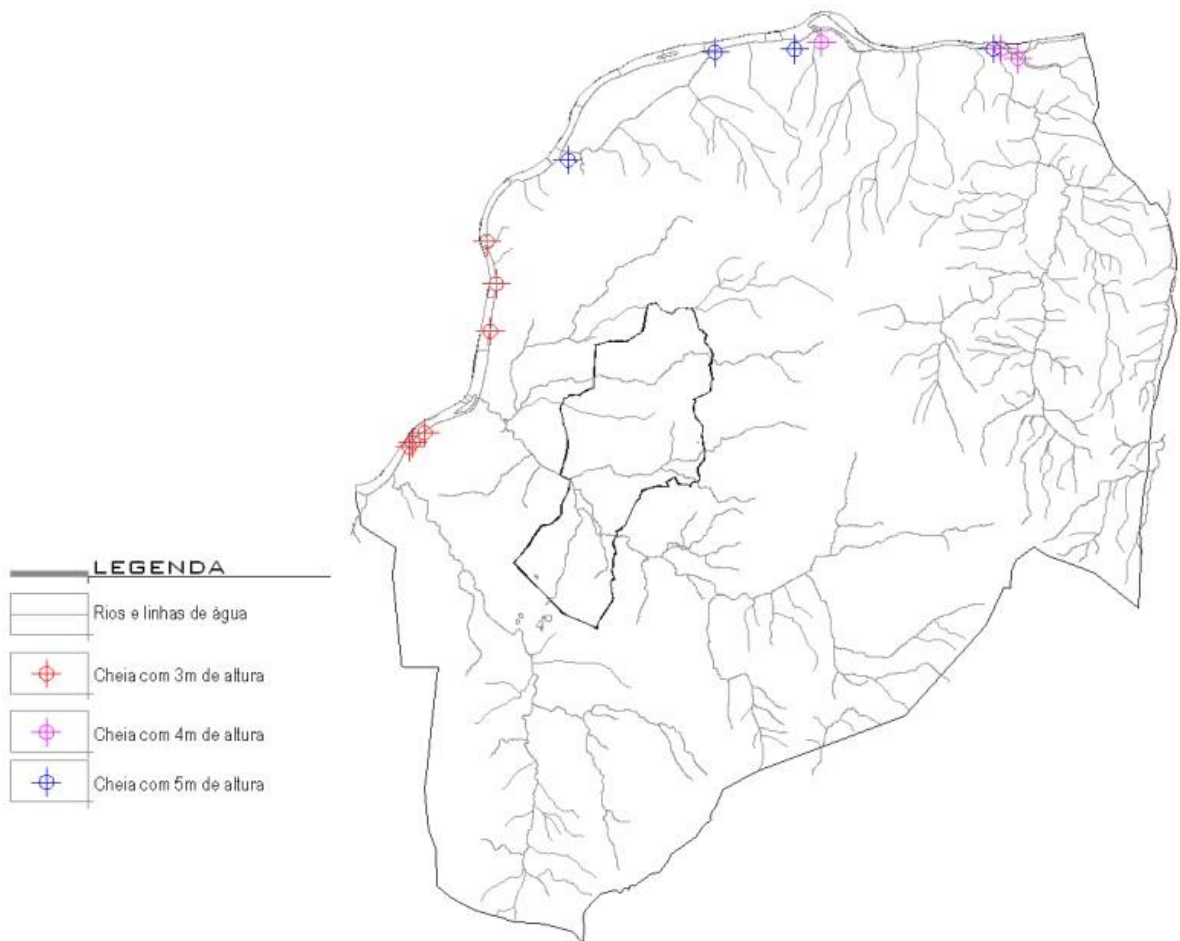 LEGENDA
Rios e linhas de água
Cheia com 3m de altura
Cheia com 4m de altura
Cheia com 5m de altura